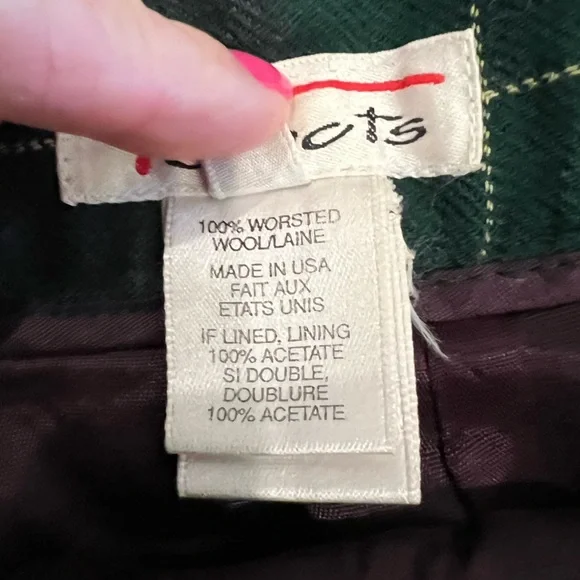 100% WORSTED
WOOL/LAINE
MADE IN USA
FAIT AUX
ETATS UNIS
IF LINED, LINING
100% ACETATE
SI DOUBLE,
DOUBLURE
100% ACETATE